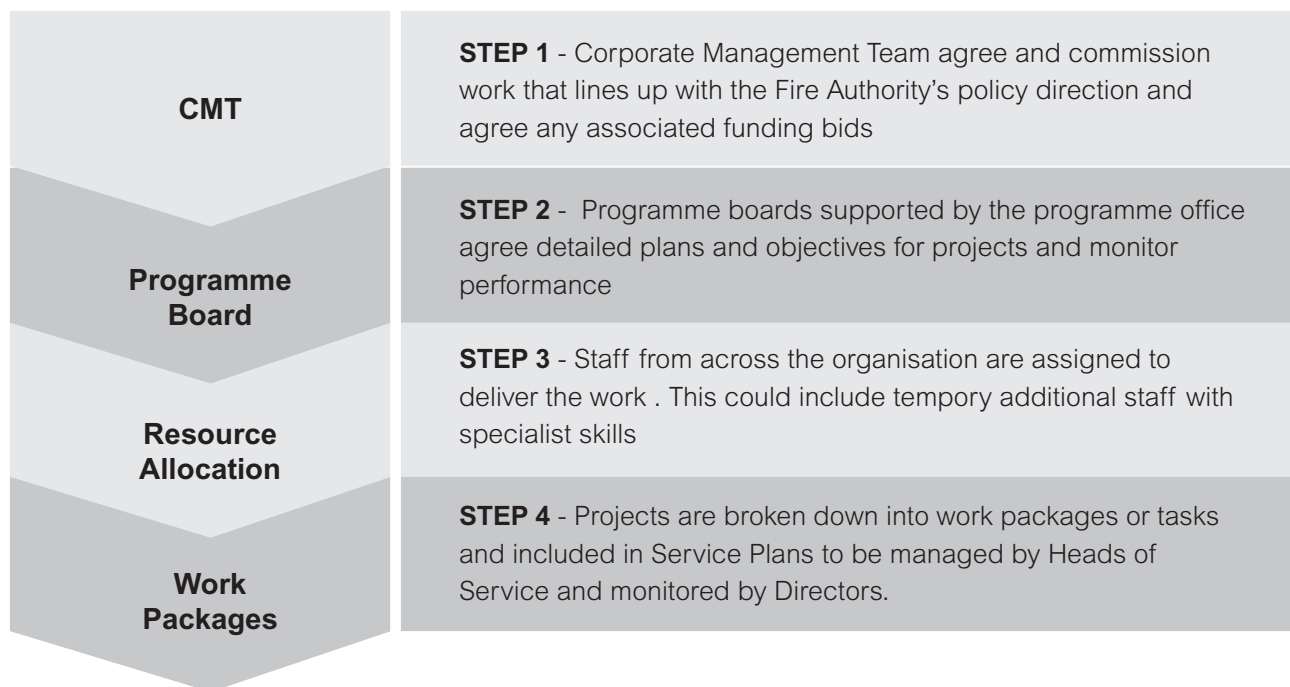 CMT
STEP 1 - Corporate Management Team agree and commission
work that lines up with the Fire Authority's policy direction and
agree any associated funding bids
Programme
Board
STEP 2 - Programme boards supported by the programme office
agree detailed plans and objectives for projects and monitor
performance
Resource
Allocation
STEP 3 - Staff from across the organisation are assigned to
deliver the work . This could include tempory additional staff with
specialist skills
Work
Packages
STEP 4 - Projects are broken down into work packages or tasks
and included in Service Plans to be managed by Heads of
Service and monitored by Directors.